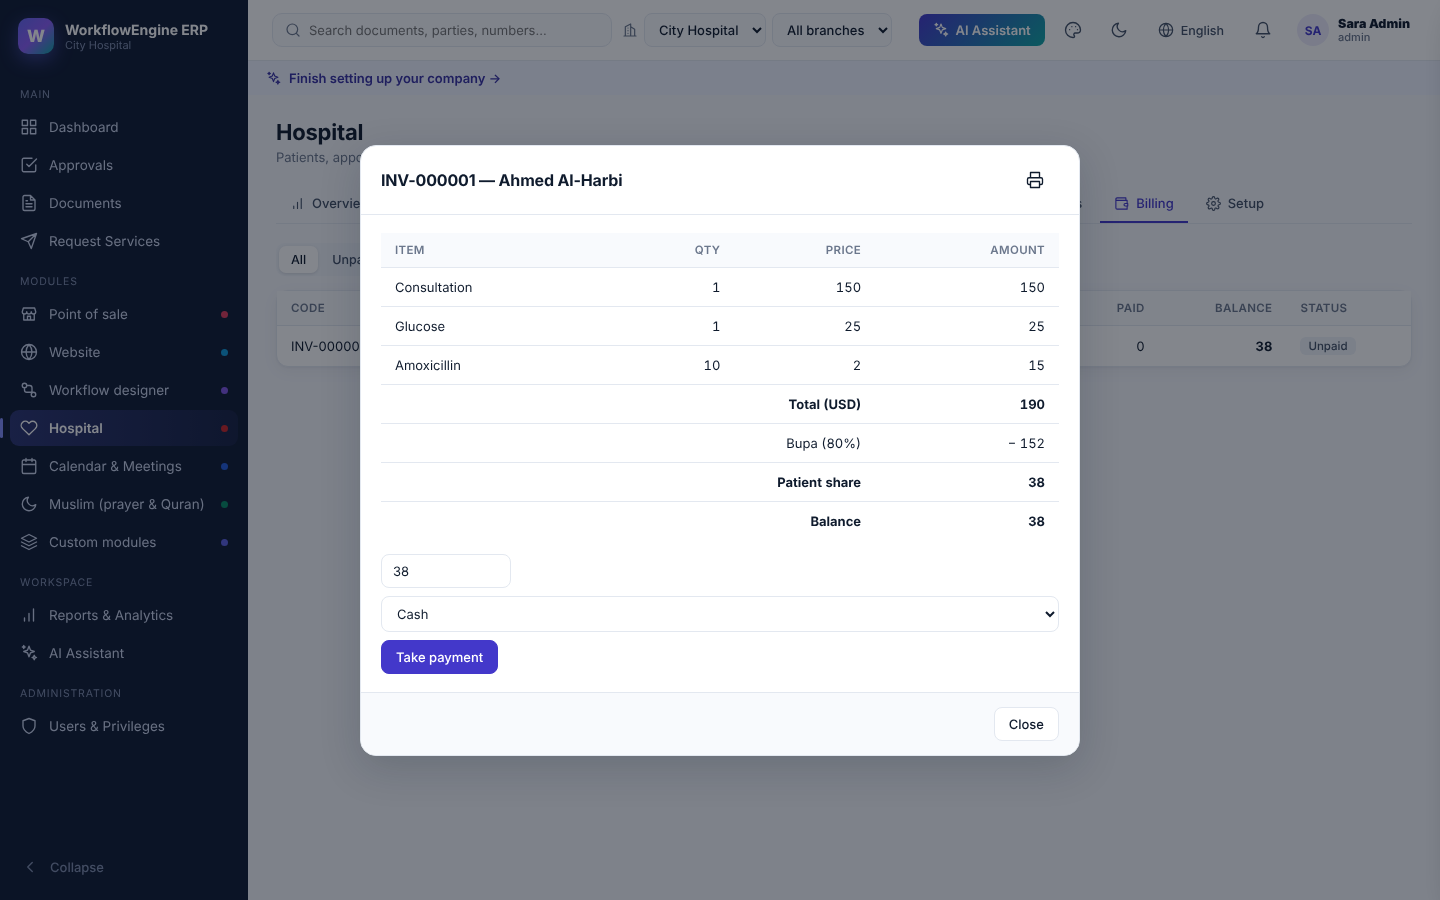 W
WorkflowEngine ERP
City Hospital
MAIN
Dashboard
Approvals
Documents
Request Services
MODULES
Point of sale
Website
Workflow designer
Hospital
Calendar & Meetings
Muslim (prayer & Quran)
Custom modules
WORKSPACE
Reports & Analytics
AI Assistant
ADMINISTRATION
Users & Privileges
Collapse
Search documents, parties, numbers...
City Hospital
All branches
AI Assistant
English
SA
Sara Admin
admin
Finish setting up your company →
Hospital
Patients, appo
Overvie
s
Billing
Setup
All
Unpa
CODE PAID BALANCE STATUS
INV-00000 0 38 Unpaid
INV-000001 — Ahmed Al-Harbi
ITEM QTY PRICE AMOUNT
Consultation 1 150 150
Glucose 1 25 25
Amoxicillin 10 2 15
Total (USD) 190
Bupa (80%) − 152
Patient share 38
Balance 38
38
Cash
Take payment
Close